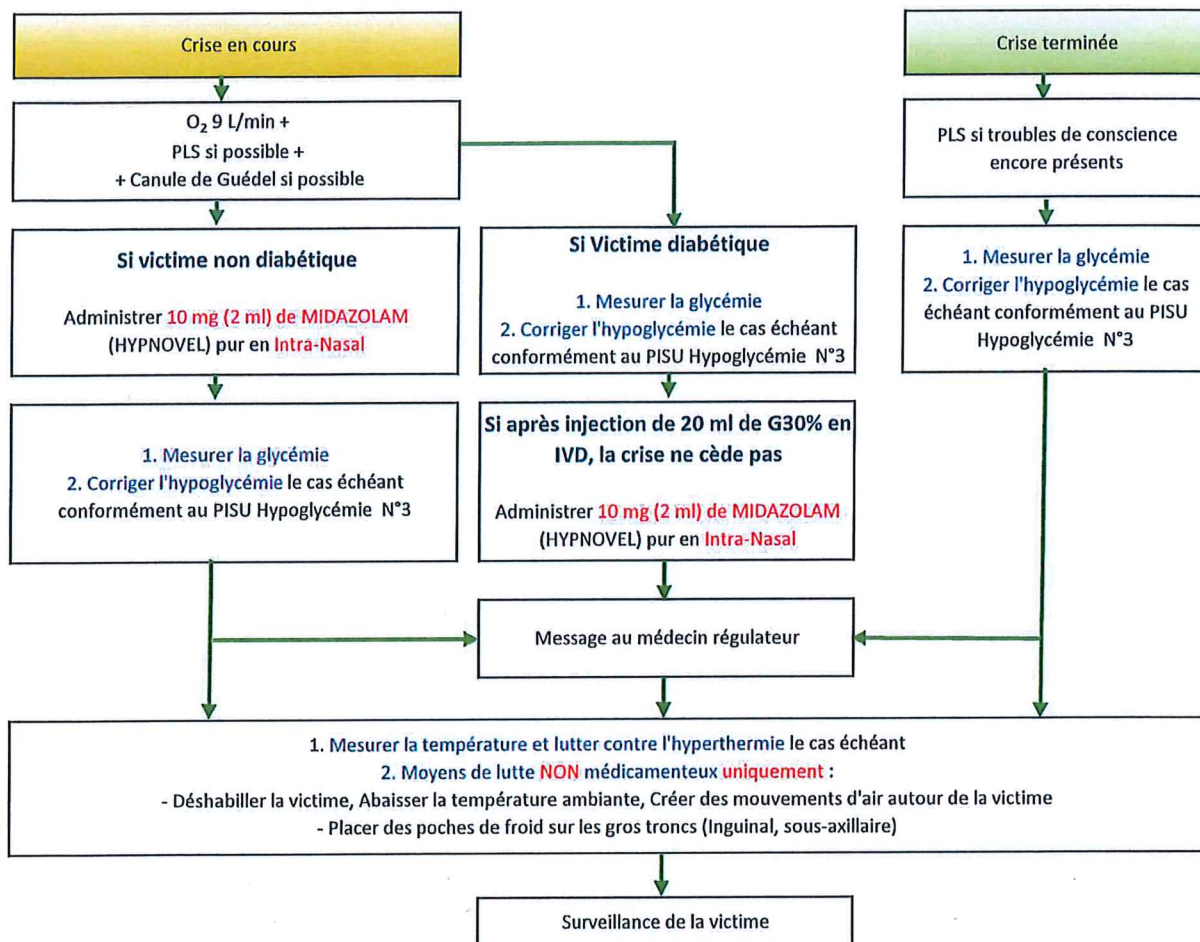 Crise en cours
O₂ 9 L/min +
PLS si possible +
+ Canule de Guédel si possible
Si victime non diabétique
Administrer 10 mg (2 ml) de MIDAZOLAM
(HYPNOVEL) pur en Intra-Nasal
1. Mesurer la glycémie
2. Corriger l'hypoglycémie le cas échéant
conformément au PISU Hypoglycémie N°3
Si Victime diabétique
1. Mesurer la glycémie
2. Corriger l'hypoglycémie le cas échéant
conformément au PISU Hypoglycémie N°3
Si après injection de 20 ml de G30% en
IVD, la crise ne cède pas
Administrer 10 mg (2 ml) de MIDAZOLAM
(HYPNOVEL) pur en Intra-Nasal
Crise terminée
PLS si troubles de conscience
encore présents
1. Mesurer la glycémie
2. Corriger l'hypoglycémie le cas
échéant conformément au PISU
Hypoglycémie N°3
Message au médecin régulateur
1. Mesurer la température et lutter contre l'hyperthermie le cas échéant
2. Moyens de lutte NON médicamenteux uniquement :
- Déshabiller la victime, Abaisser la température ambiante, Créer des mouvements d'air autour de la victime
- Placer des poches de froid sur les gros troncs (Inguinal, sous-axillaire)
Surveillance de la victime